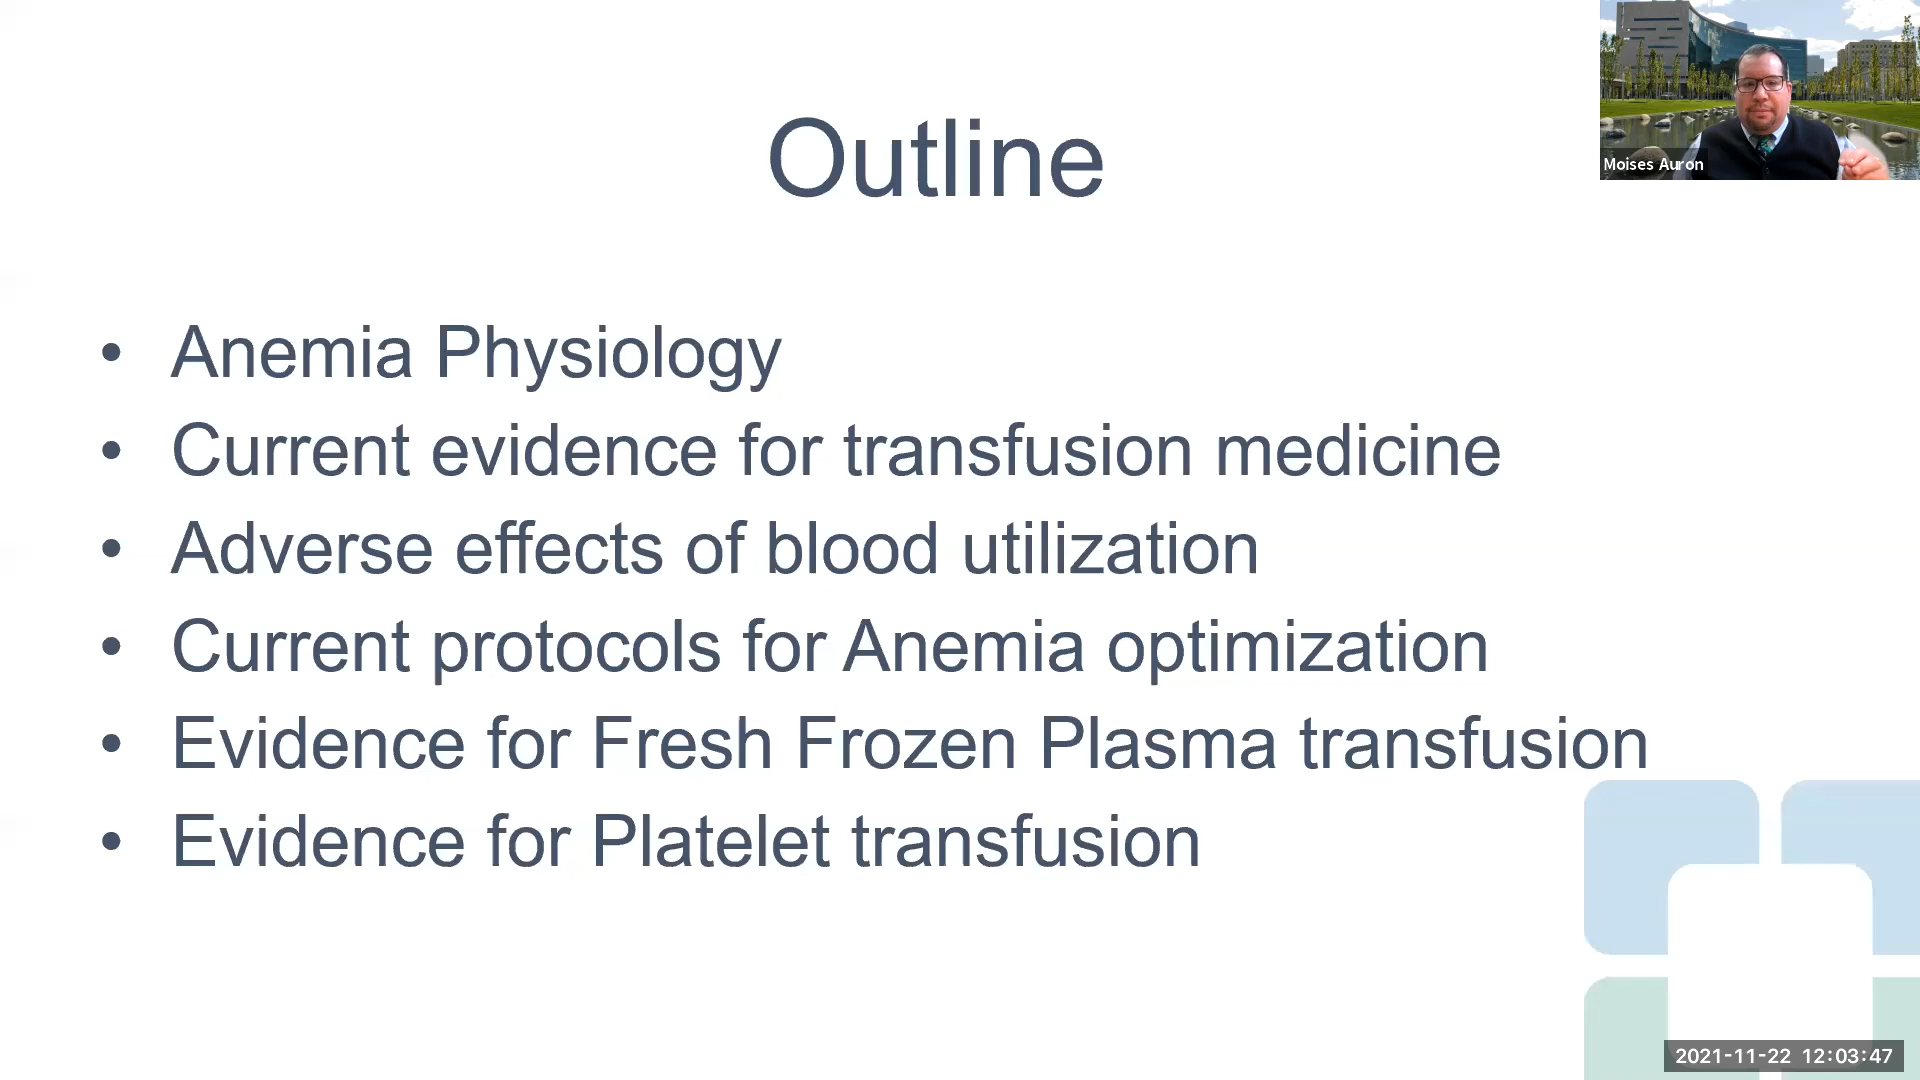 Outline
Moises Auron
• Anemia Physiology
• Current evidence for transfusion medicine
• Adverse effects of blood utilization
• Current protocols for Anemia optimization
• Evidence for Fresh Frozen Plasma transfusion
• Evidence for Platelet transfusion
2021-11-22 12:03:47